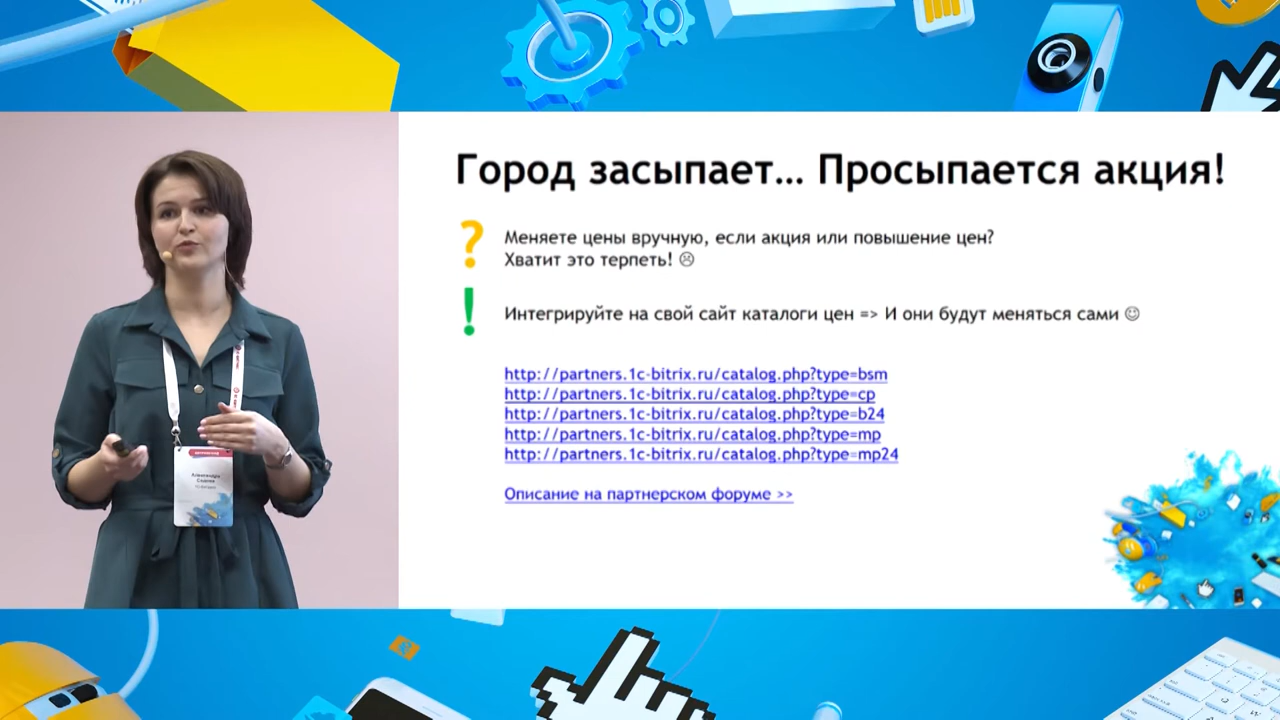 Город засыпает... Просыпается акция!
? Меняете цены вручную, если акция или повышение цен?
Хватит это терпеть! ☹
! Интегрируйте на свой сайт каталоги цен => И они будут меняться сами ☺
http://partners.1c-bitrix.ru/catalog.php?type=bsm
http://partners.1c-bitrix.ru/catalog.php?type=cp
http://partners.1c-bitrix.ru/catalog.php?type=b24
http://partners.1c-bitrix.ru/catalog.php?type=mp
http://partners.1c-bitrix.ru/catalog.php?type=mp24
Описание на партнерском форуме >>
Александра